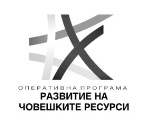 ОПЕРАТИВНА ПРОГРАМА
РАЗВИТИЕ НА
ЧОВЕШКИТЕ РЕСУРСИ